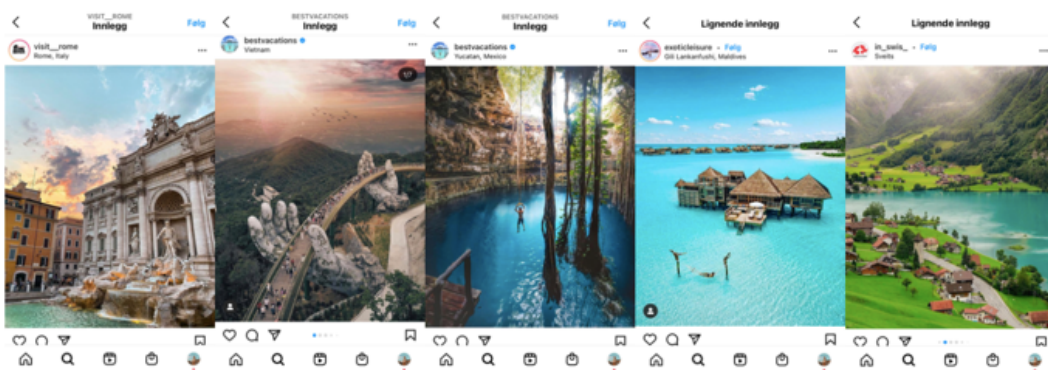 VISIT__ROME
Innlegg
Følg
visit__rome
Rome, Italy
BESTVACATIONS
Innlegg
Følg
bestvacations
Vietnam
BESTVACATIONS
Innlegg
Følg
bestvacations
Yucatan, Mexico
Lignende innlegg
exoticleisure • Følg
Gili Lankanfushi, Maldives
Lignende innlegg
in_swis_ • Følg
Sveits